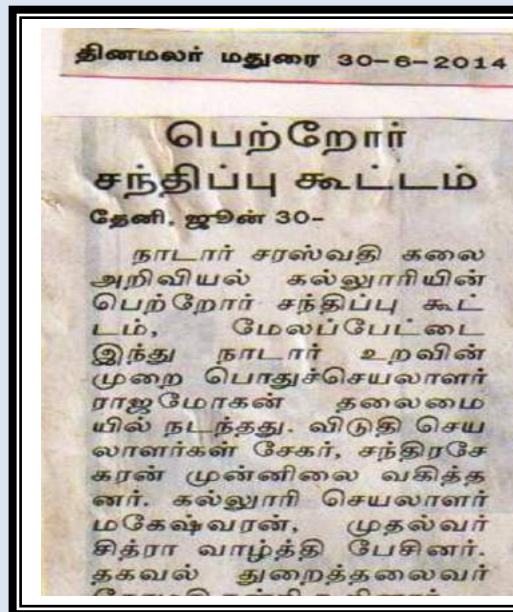 தினமலர் மதுரை 30-6-2014
பெற்றோர்
சந்திப்பு கூட்டம்
தேனி, ஜூன் 30-
நாடார் சரஸ்வதி கலை
அறிவியல் கல்லூரியின்
பெற்றோர் சந்திப்பு கூட்
டம், மேலப்பேட்டை
இந்து நாடார் உறவின்
முறை பொதுச்செயலாளர்
ராஜமோகன் தலைமை
யில் நடந்தது. விடுதி செய
லாளர்கள் சேகர், சந்திரசே
கரன் முன்னிலை வகித்த
னர். கல்லூரி செயலாளர்
மகேஷ்வரன், முதல்வர்
சித்ரா வாழ்த்தி பேசினர்.
தகவல் துறைத்தலைவர்